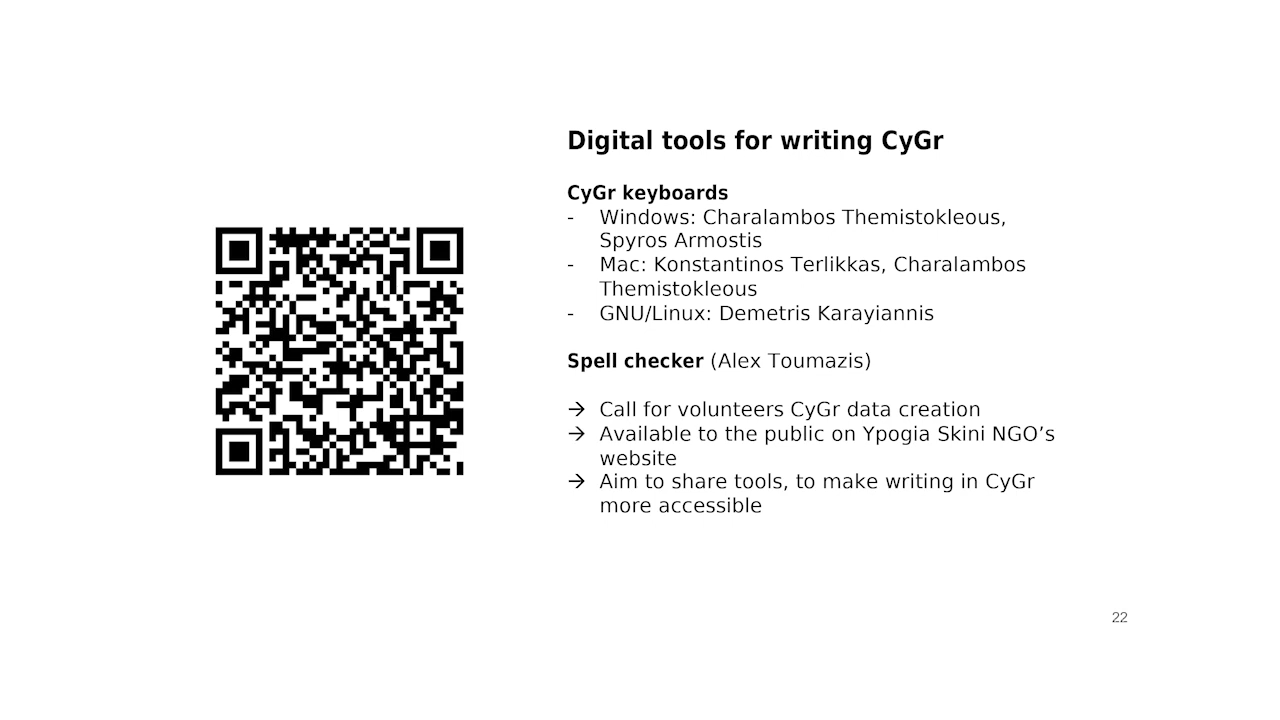 Digital tools for writing CyGr
CyGr keyboards
- Windows: Charalambos Themistokleous,
Spyros Armostis
- Mac: Konstantinos Terlikkas, Charalambos
Themistokleous
- GNU/Linux: Demetris Karayiannis
Spell checker (Alex Toumazis)
→ Call for volunteers CyGr data creation
→ Available to the public on Ypogia Skini NGO’s
website
→ Aim to share tools, to make writing in CyGr
more accessible
22